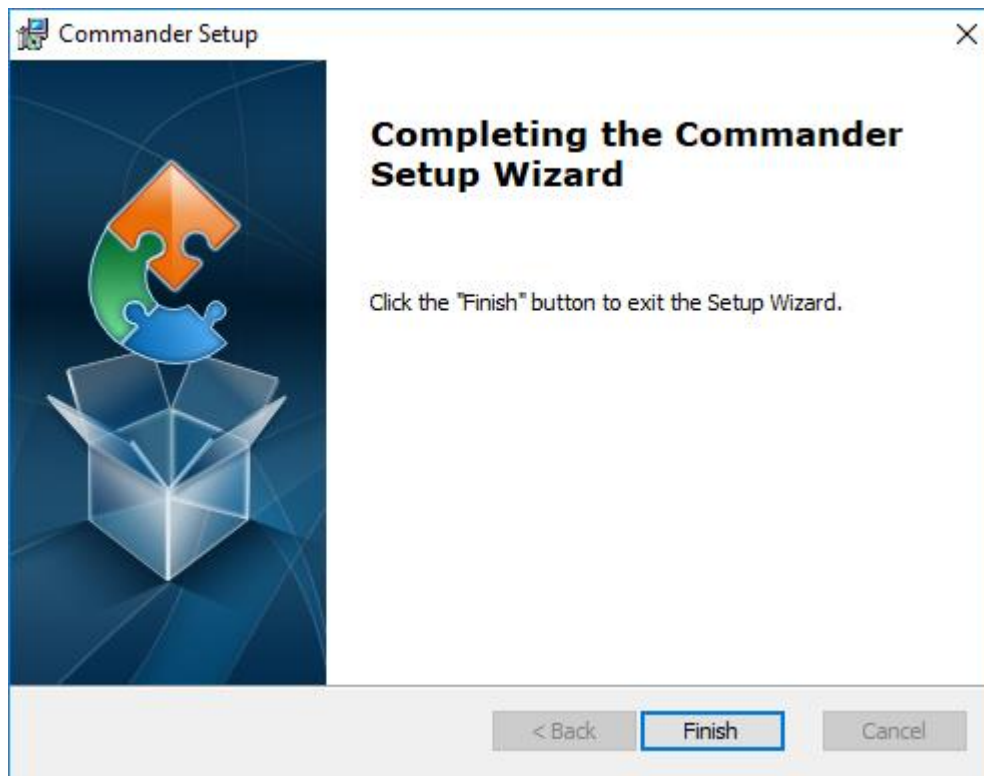 Commander Setup
Completing the Commander
Setup Wizard
Click the "Finish" button to exit the Setup Wizard.
< Back
Finish
Cancel